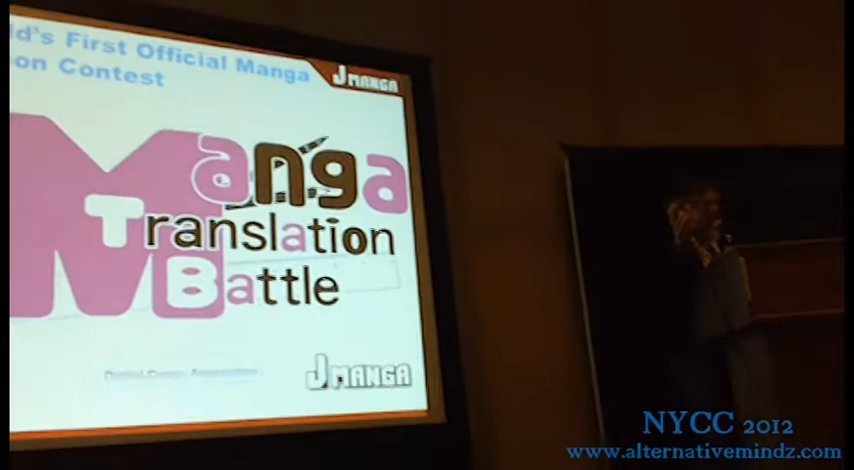 ld's First Official Manga
on Contest
JMANGA
Manga
Translation
Battle
JMANGA
NYCC 2012
www.alternativemindz.com